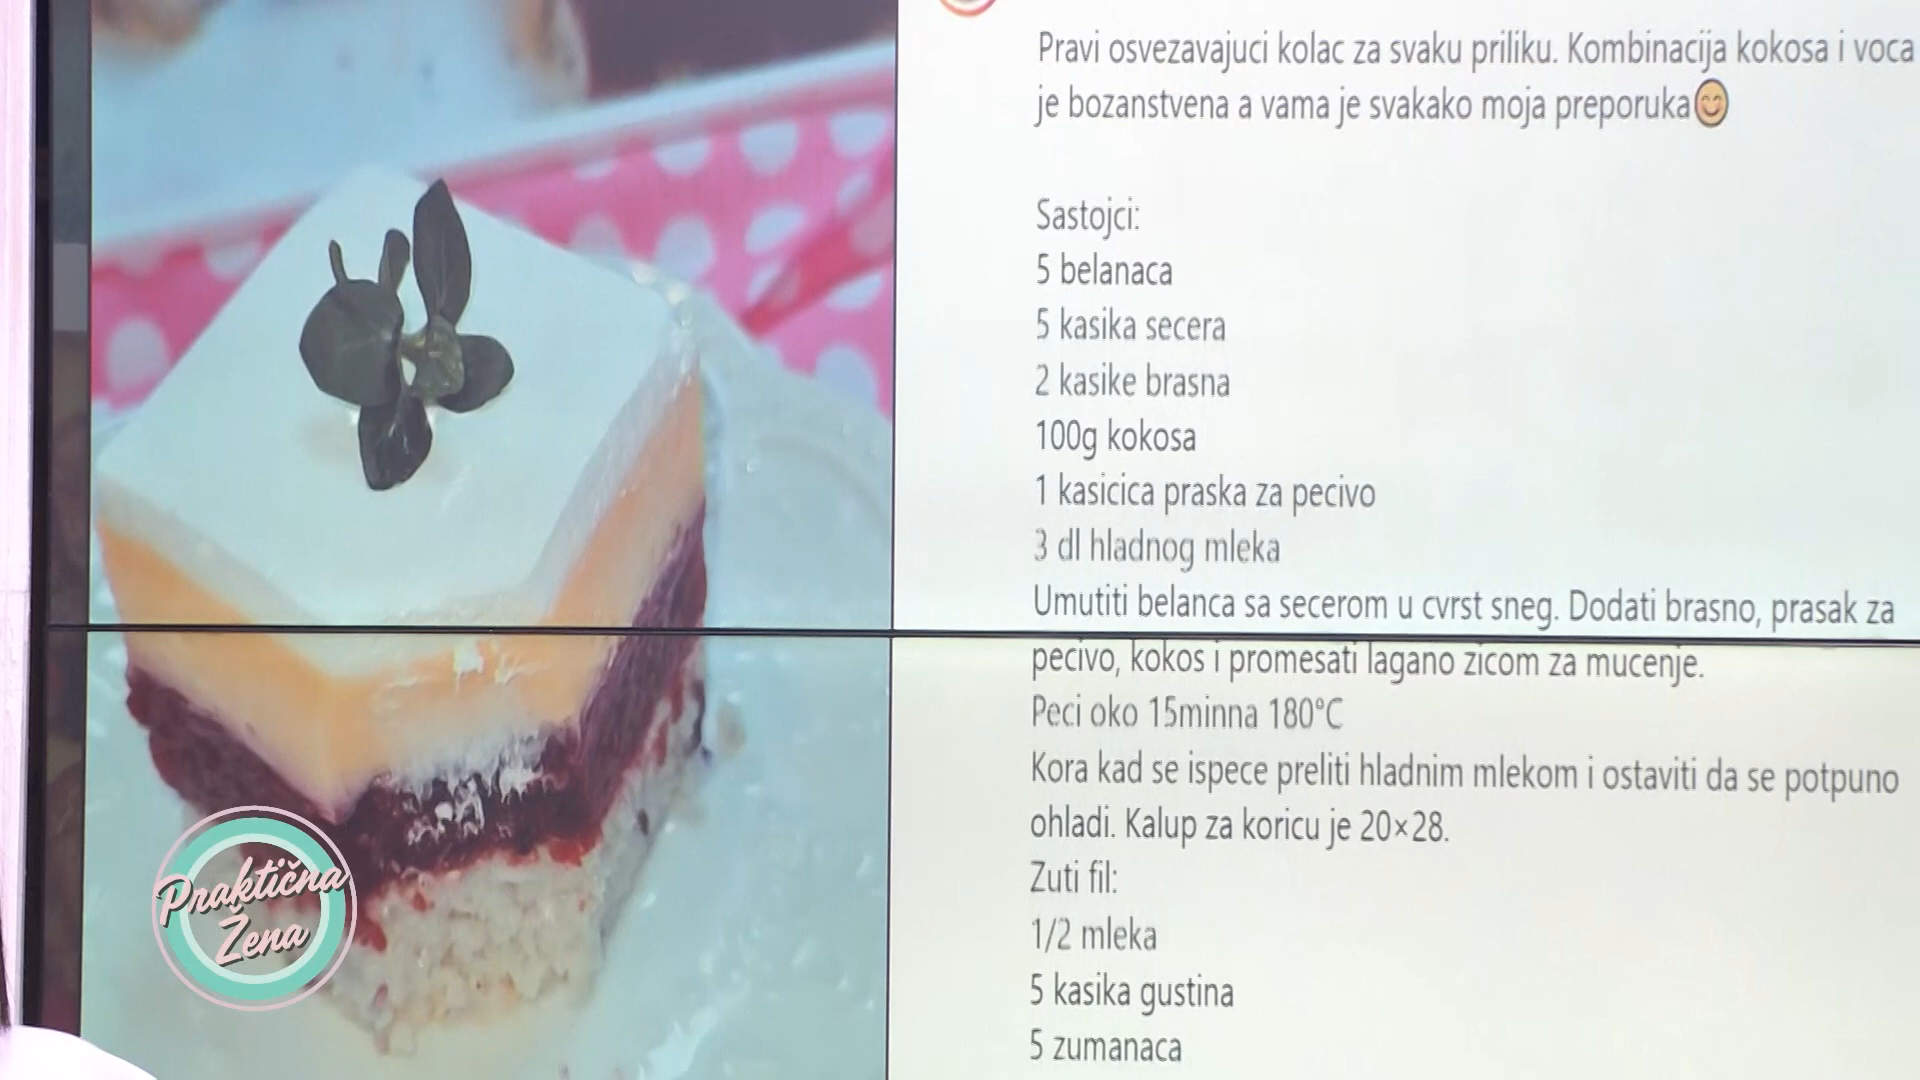 Pravi osvezavajuci kolac za svaku priliku. Kombinacija kokosa i voca
je bozanstvena a vama je svakako moja preporuka😊
Sastojci:
5 belanaca
5 kasika secera
2 kasike brasna
100g kokosa
1 kasicica praska za pecivo
3 dl hladnog mleka
Umutiti belanca sa secerom u cvrst sneg. Dodati brasno, prasak za
pecivo, kokos i promesati lagano zicom za mucenje.
Peci oko 15minna 180°C
Kora kad se ispece preliti hladnim mlekom i ostaviti da se potpuno
ohladi. Kalup za koricu je 20×28.
Zuti fil:
1/2 mleka
5 kasika gustina
5 zumanaca
Praktična
Žena